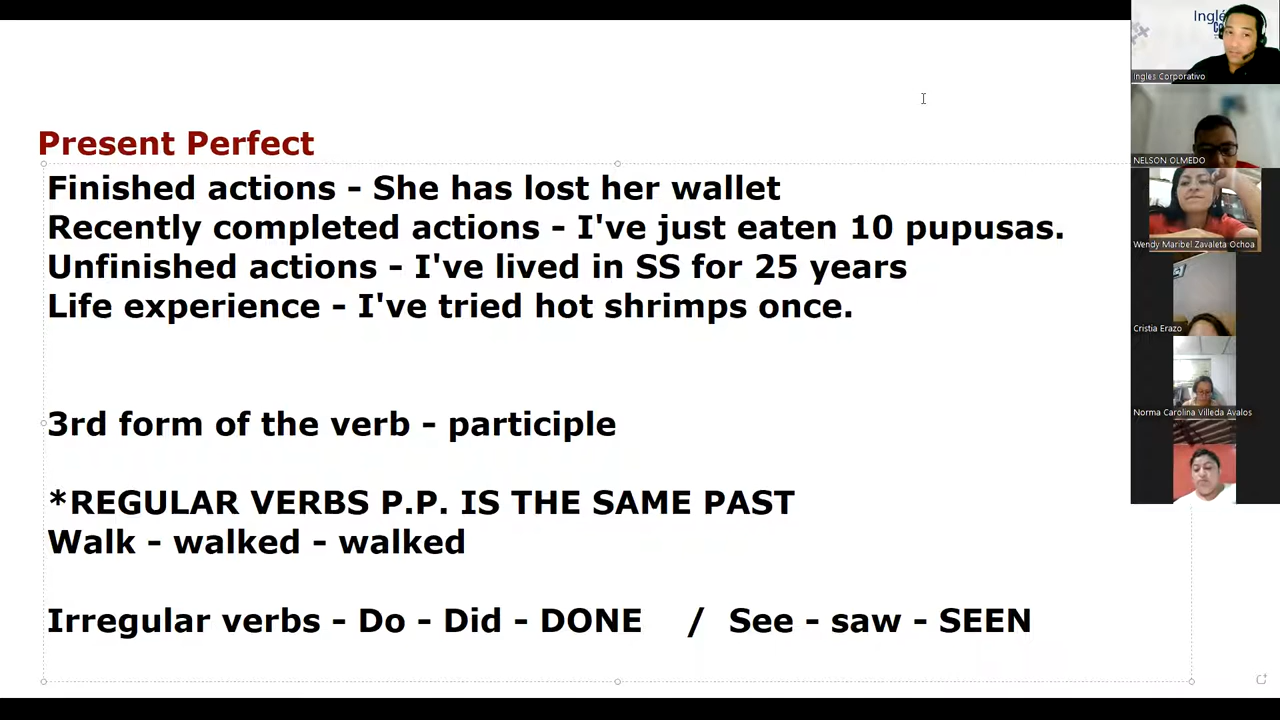 Present Perfect
Finished actions - She has lost her wallet
Recently completed actions - I've just eaten 10 pupusas.
Unfinished actions - I've lived in SS for 25 years
Life experience - I've tried hot shrimps once.
3rd form of the verb - participle
*REGULAR VERBS P.P. IS THE SAME PAST
Walk - walked - walked
Irregular verbs - Do - Did - DONE / See - saw - SEEN
Ingles Corporativo
NELSON OLMEDO
Wendy Maribel Zavaleta Ochoa
Cristia Erazo
Norma Carolina Villeda Avalos